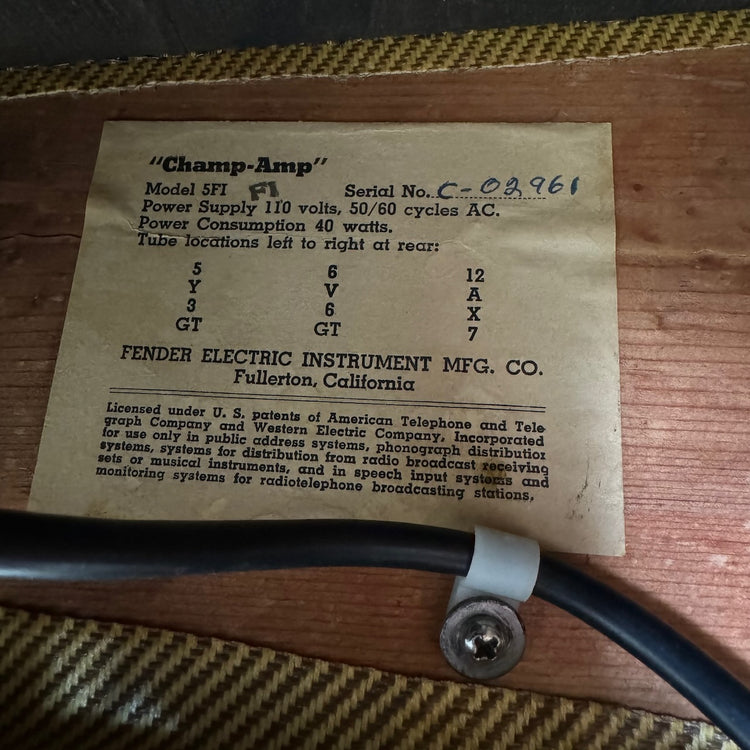 "Champ-Amp"
Model 5FI FI Serial No. C-02961
Power Supply 110 volts, 50/60 cycles AC.
Power Consumption 40 watts.
Tube locations left to right at rear:
5 6 12
Y V A
3 6 X
GT GT 7
FENDER ELECTRIC INSTRUMENT MFG. CO.
Fullerton, California
Licensed under U. S. patents of American Telephone and Tele-
graph Company and Western Electric Company, Incorporated
for use only in public address systems, phonograph distribution
systems, systems for distribution from radio broadcast receiving
sets or musical instruments, and in speech input systems and
monitoring systems for radiotelephone broadcasting stations.